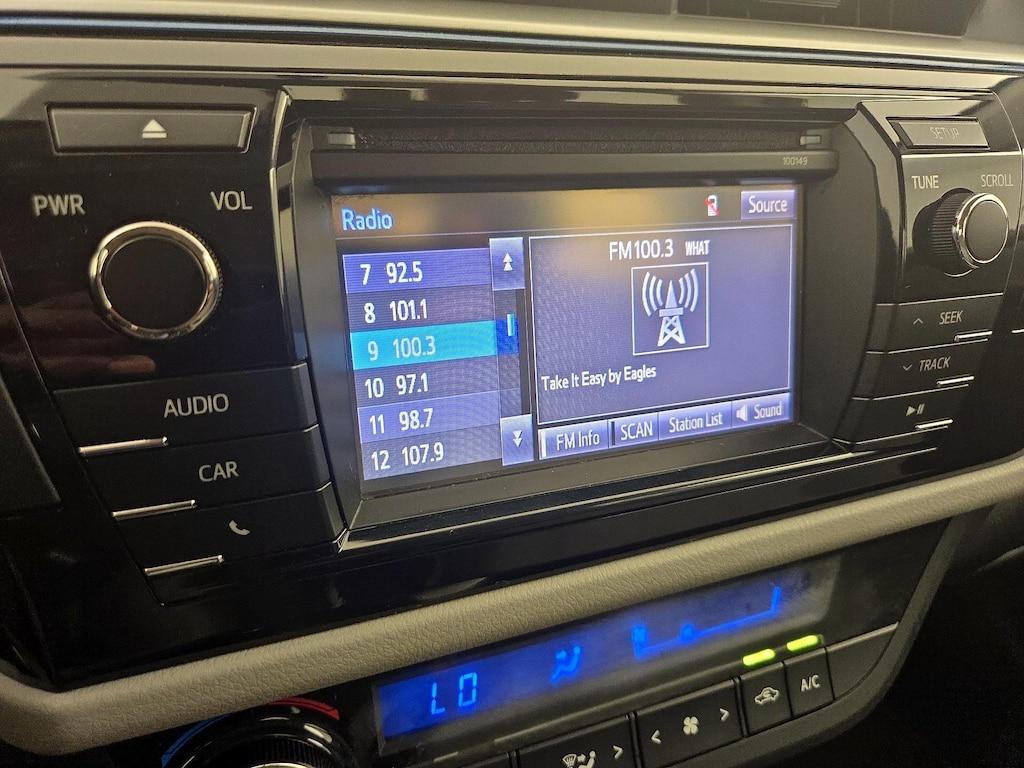 100149
SETUP
PWR
VOL
TUNE
SCROLL
Radio
Source
7 92.5
8 101.1
9 100.3
10 97.1
11 98.7
12 107.9
FM100.3 WHAT
Take It Easy by Eagles
FM Info
SCAN
Station List
Sound
SEEK
TRACK
AUDIO
CAR
LO
A/C